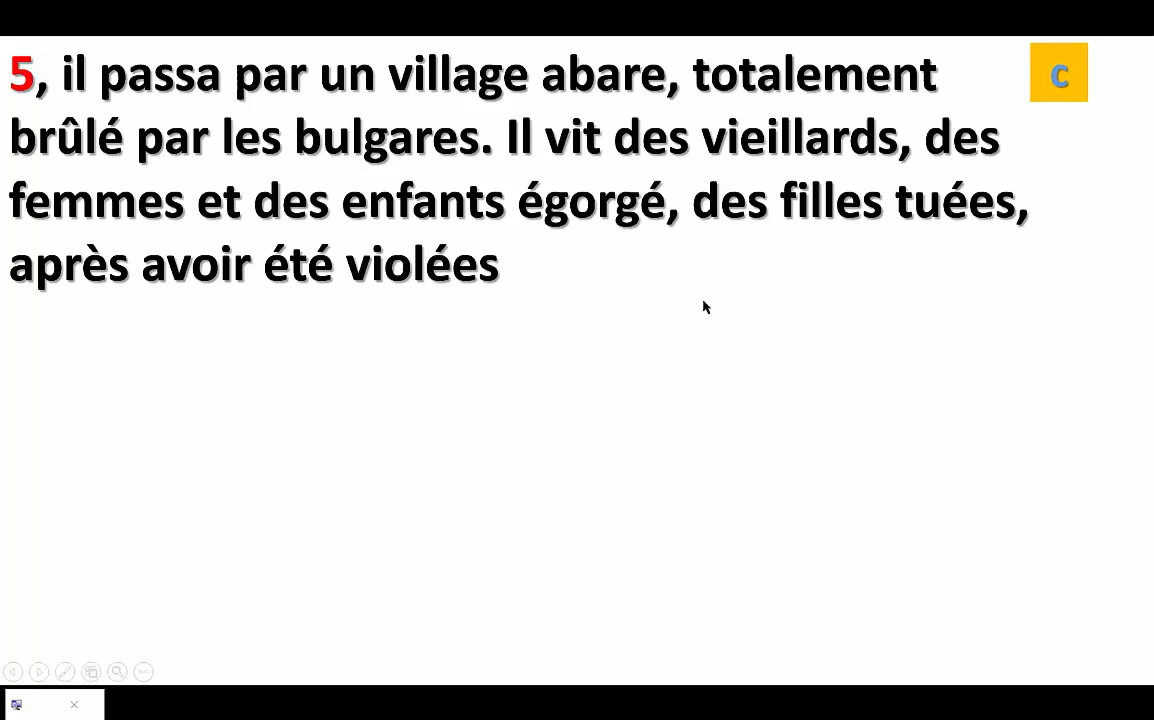 5, il passa par un village abare, totalement
c
brûlé par les bulgares. Il vit des vieillards, des
femmes et des enfants égorgé, des filles tuées,
après avoir été violées